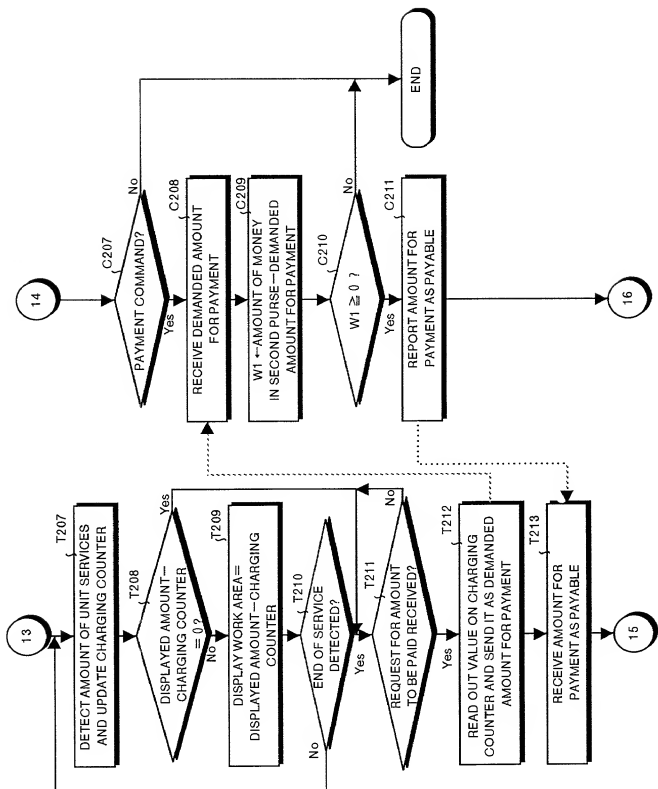 13
DETECT AMOUNT OF UNIT SERVICES
AND UPDATE CHARGING COUNTER
T207
DISPLAYED AMOUNT—
CHARGING COUNTER
= 0?
T208
Yes
No
DISPLAY WORK AREA=
DISPLAYED AMOUNT—CHARGING
COUNTER
T209
END OF SERVICE
DETECTED?
T210
No
Yes
REQUEST FOR AMOUNT
TO BE PAID RECEIVED?
T211
No
Yes
READ OUT VALUE ON CHARGING
COUNTER AND SEND IT AS DEMANDED
AMOUNT FOR PAYMENT
T212
RECEIVE AMOUNT FOR
PAYMENT AS PAYABLE
T213
15
14
PAYMENT COMMAND?
C207
No
Yes
RECEIVE DEMANDED AMOUNT
FOR PAYMENT
C208
W1 ←AMOUNT OF MONEY
IN SECOND PURSE—DEMANDED
AMOUNT FOR PAYMENT
C209
W1 ≧ 0 ?
C210
No
Yes
REPORT AMOUNT FOR
PAYMENT AS PAYABLE
C211
16
END